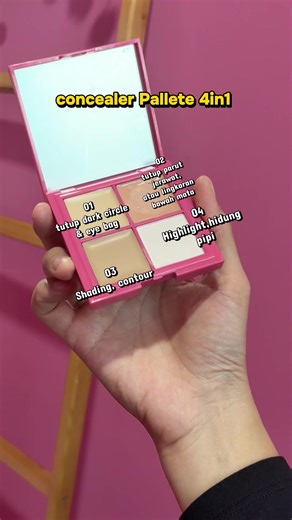 concealer Pallete 4in1
01
tutup dark circle
& eye bag
02
tutup parut
jerawat,
atau lingkaran
bawah mata
03
Shading, contour
04
Highlight.hidung
pipi